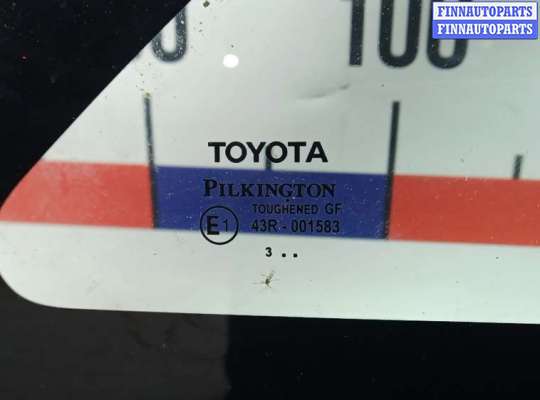 FINNAUTOPARTS
FINNAUTOPARTS
100
TOYOTA
PILKINGTON
TOUGHENED GF
E1 43R-001583
3 ..